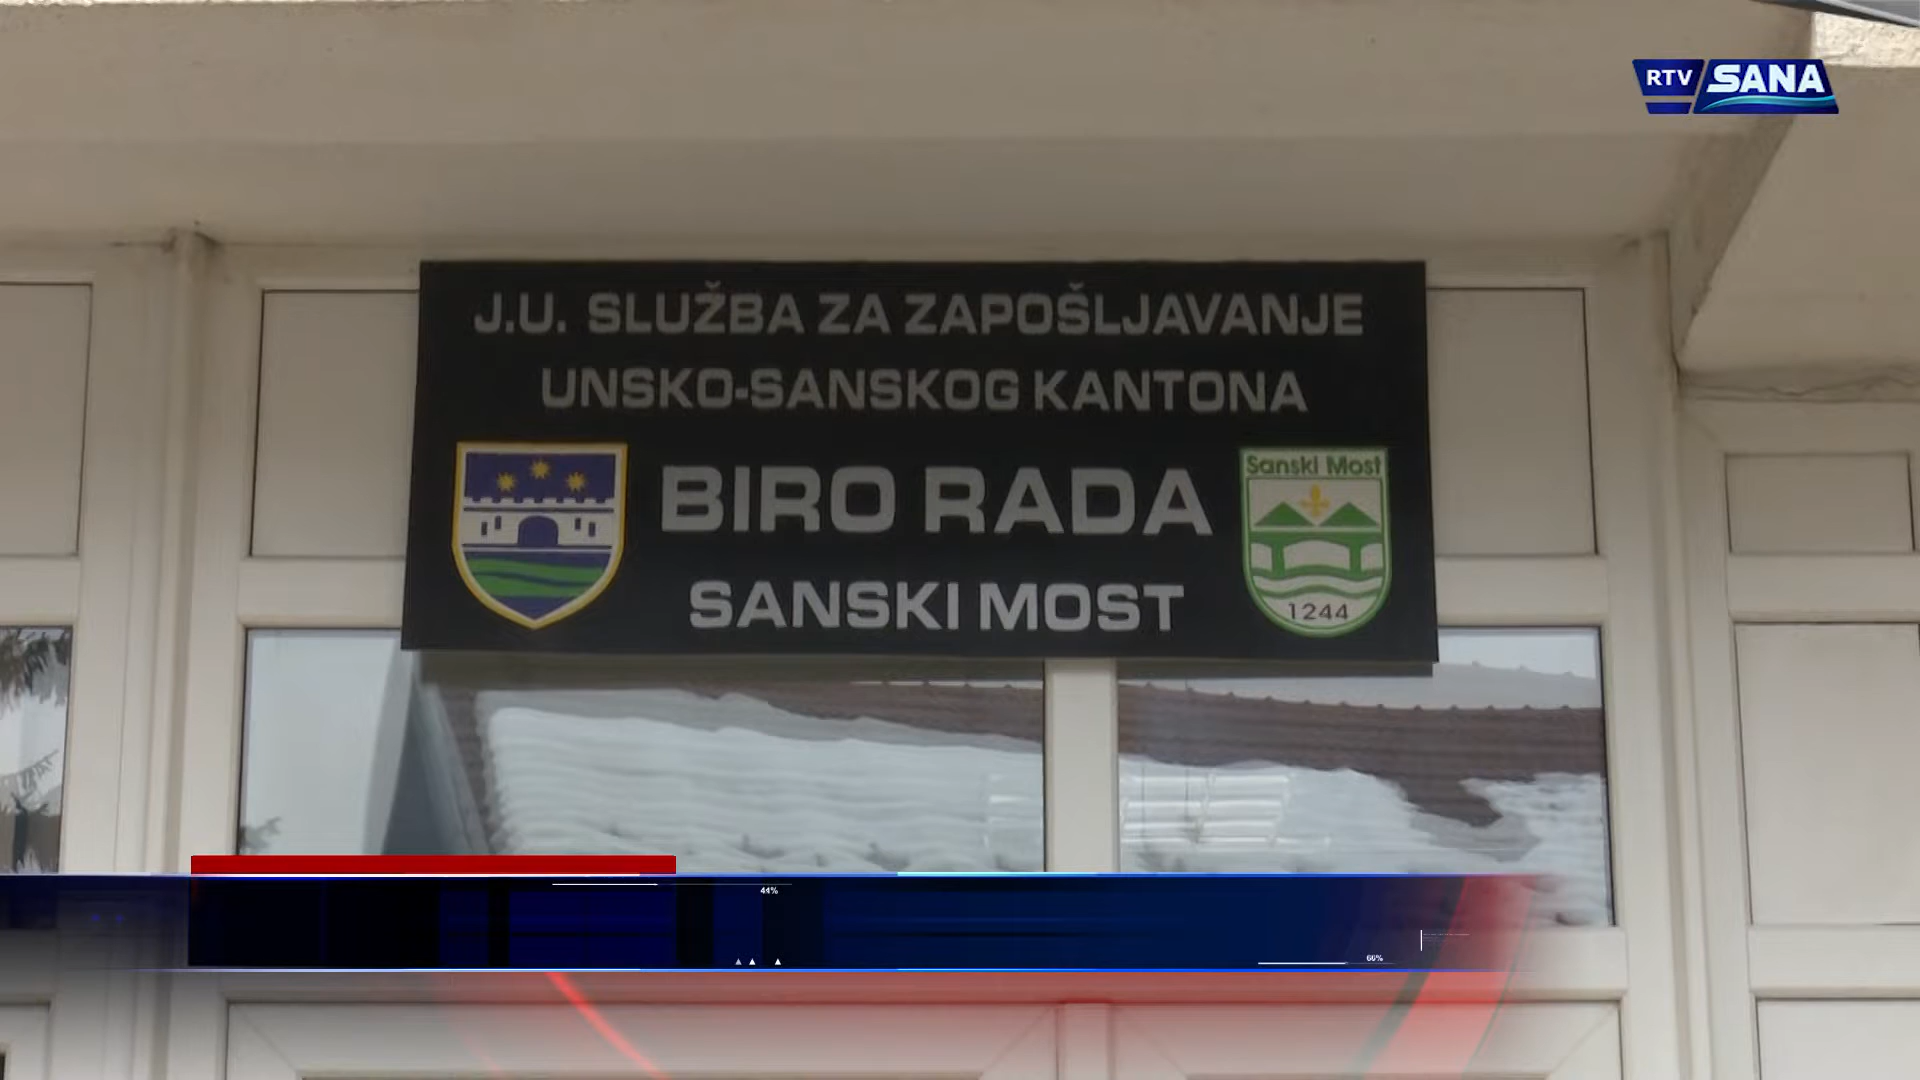 RTV SANA
J.U. SLUŽBA ZA ZAPOŠLJAVANJE
UNSKO-SANSKOG KANTONA
BIRO RADA
SANSKI MOST
Sanski Most
1244
44%
66%